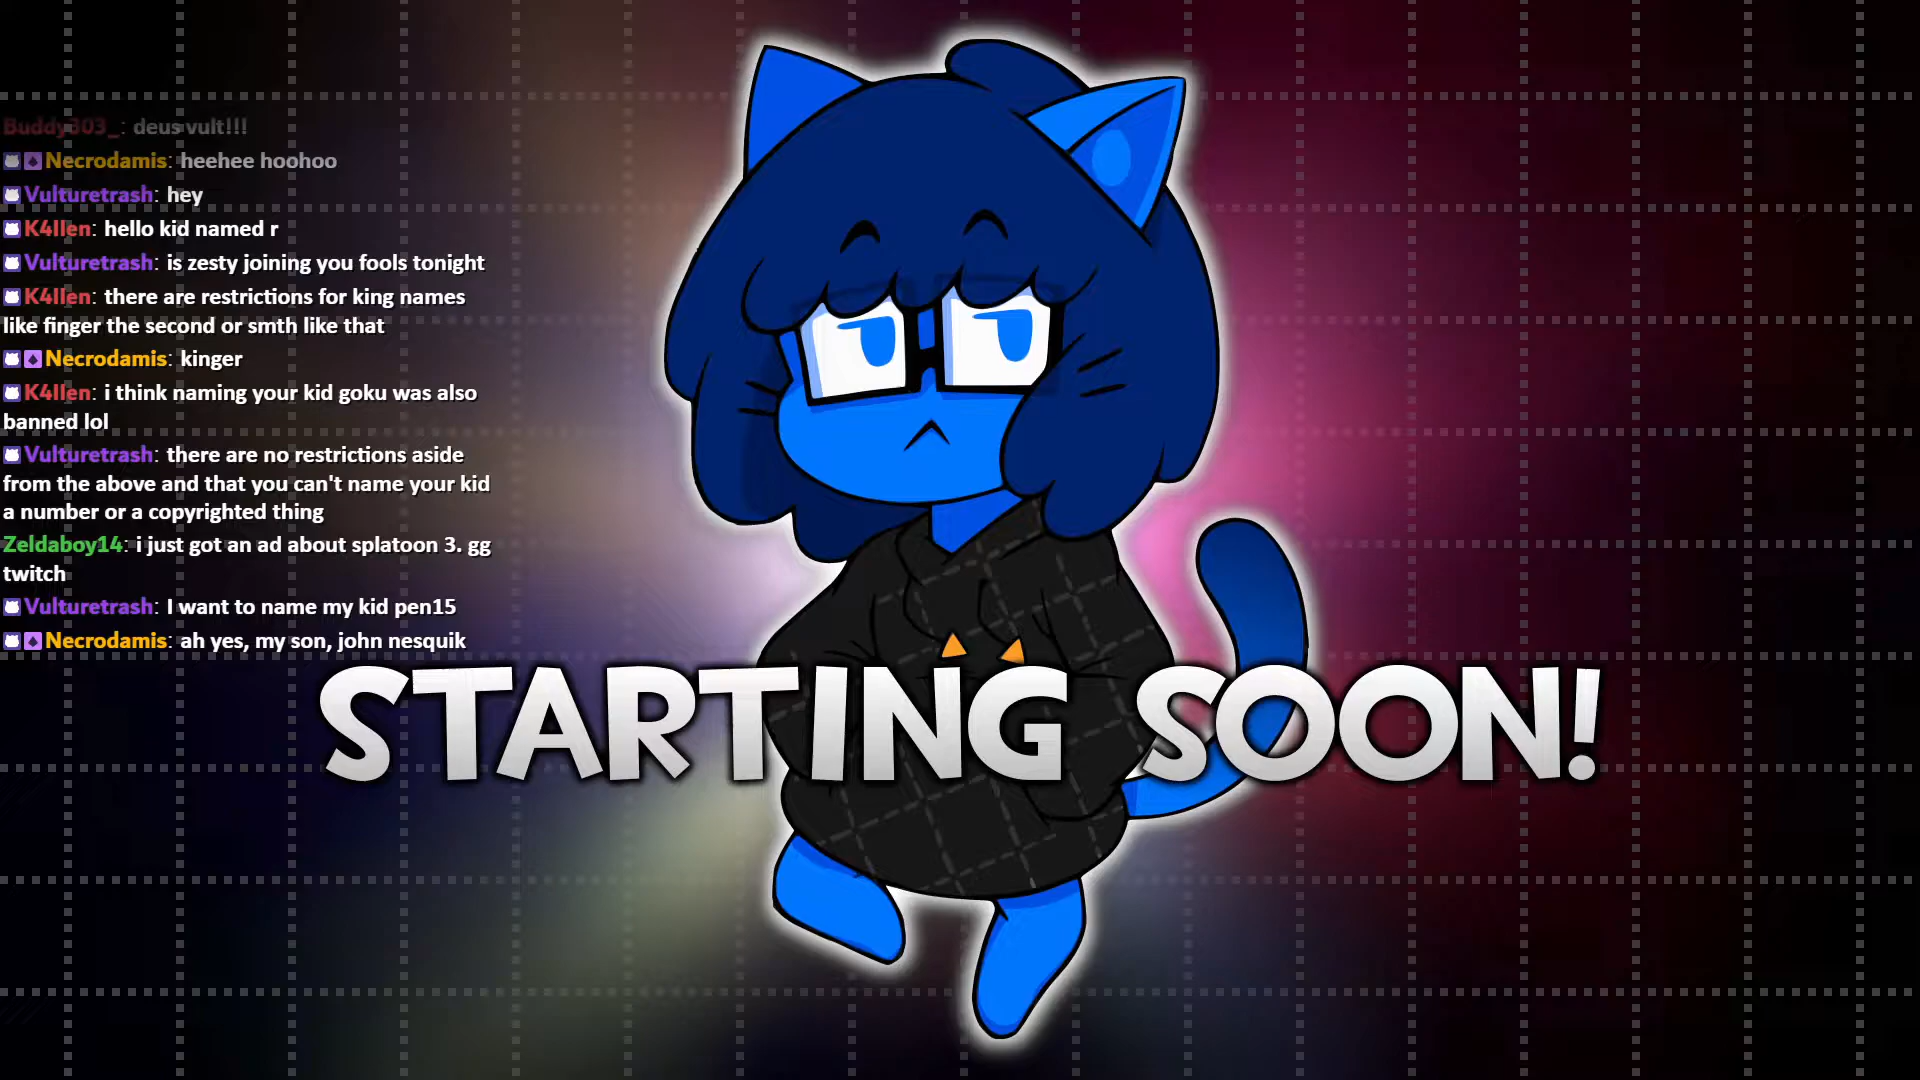 Buddy303_: deus vult!!!
Necrodamis: heehee hoohoo
Vulturetrash: hey
K4llen: hello kid named r
Vulturetrash: is zesty joining you fools tonight
K4llen: there are restrictions for king names
like finger the second or smth like that
Necrodamis: kinger
K4llen: i think naming your kid goku was also
banned lol
Vulturetrash: there are no restrictions aside
from the above and that you can't name your kid
a number or a copyrighted thing
Zeldaboy14: i just got an ad about splatoon 3. gg
twitch
Vulturetrash: I want to name my kid pen15
Necrodamis: ah yes, my son, john nesquik
STARTING SOON!